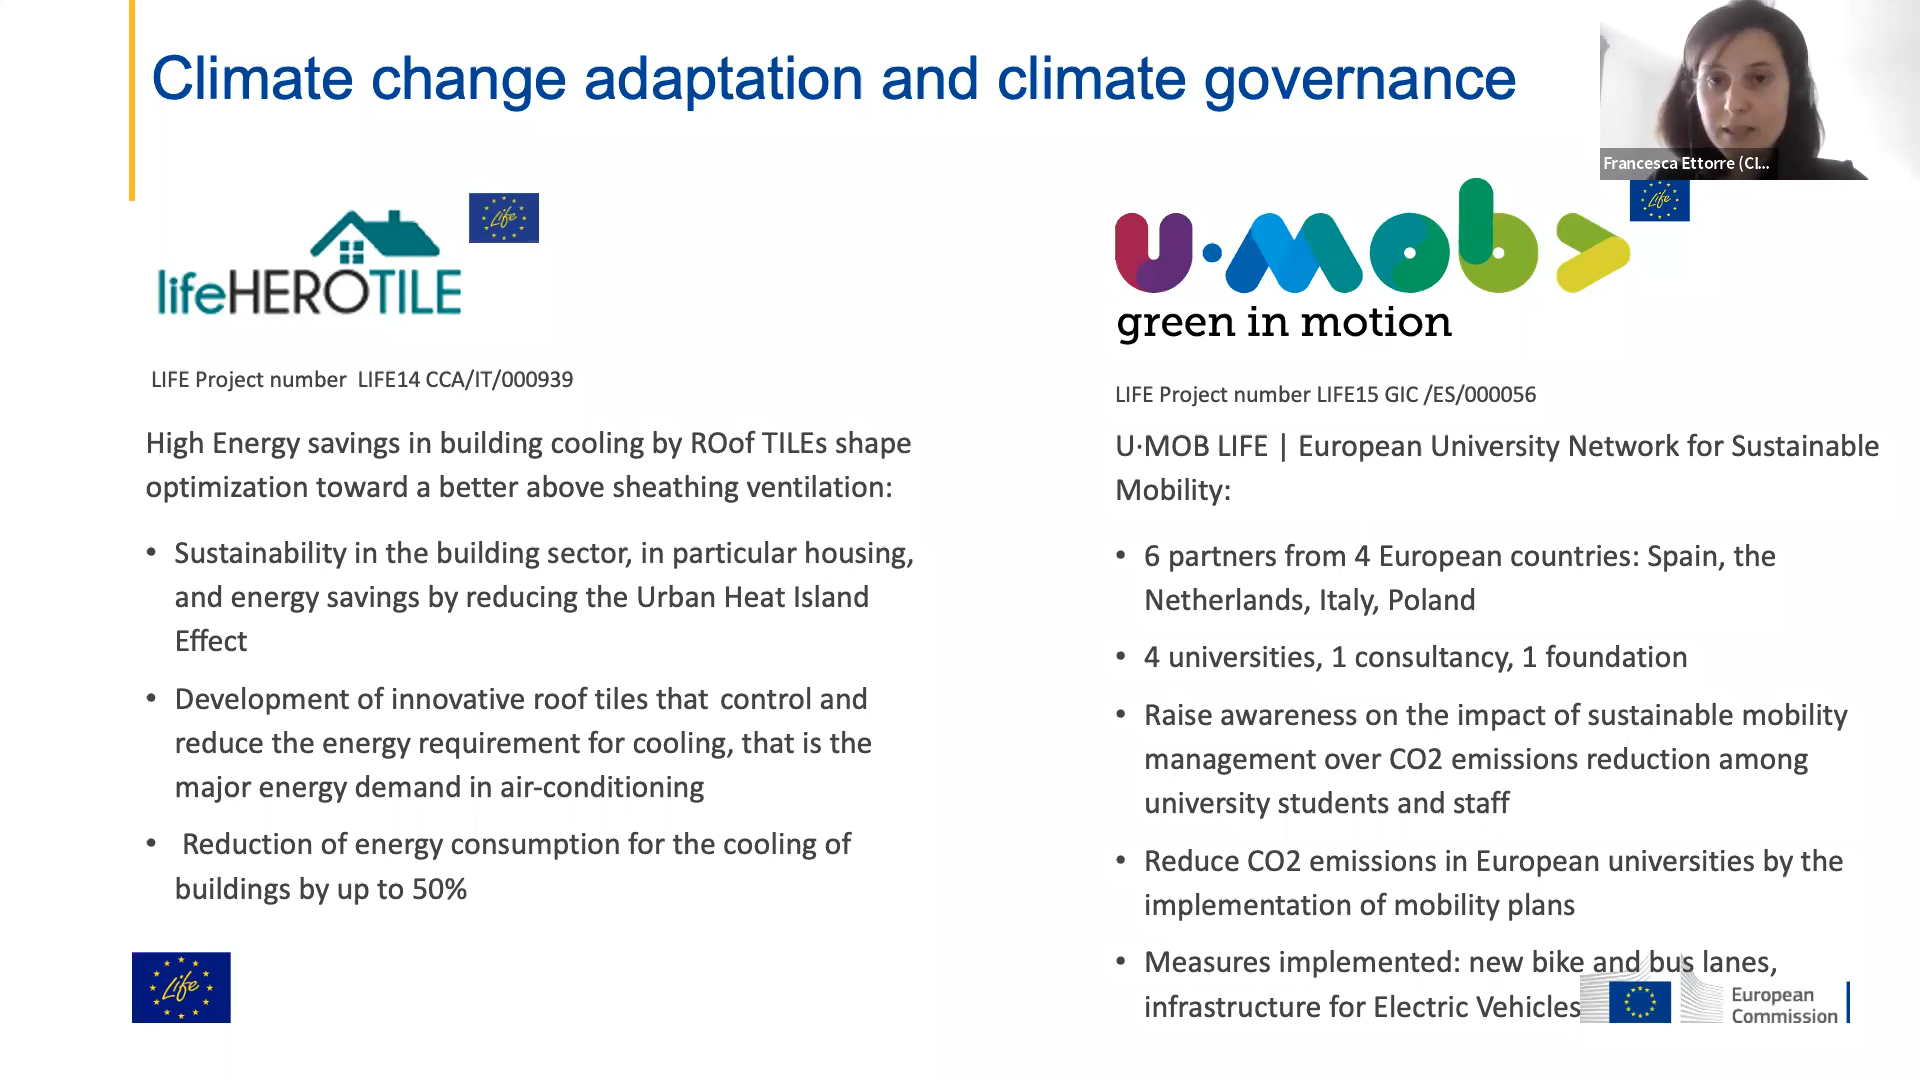 Climate change adaptation and climate governance
Francesca Ettorre (CI...
Life
lifeHEROTILE
LIFE Project number LIFE14 CCA/IT/000939
High Energy savings in building cooling by ROof TILEs shape
optimization toward a better above sheathing ventilation:
• Sustainability in the building sector, in particular housing,
and energy savings by reducing the Urban Heat Island
Effect
• Development of innovative roof tiles that control and
reduce the energy requirement for cooling, that is the
major energy demand in air-conditioning
• Reduction of energy consumption for the cooling of
buildings by up to 50%
Life
Life
u·mob>
green in motion
LIFE Project number LIFE15 GIC /ES/000056
U·MOB LIFE | European University Network for Sustainable
Mobility:
• 6 partners from 4 European countries: Spain, the
Netherlands, Italy, Poland
• 4 universities, 1 consultancy, 1 foundation
• Raise awareness on the impact of sustainable mobility
management over CO2 emissions reduction among
university students and staff
• Reduce CO2 emissions in European universities by the
implementation of mobility plans
• Measures implemented: new bike and bus lanes,
infrastructure for Electric Vehicles
European
Commission